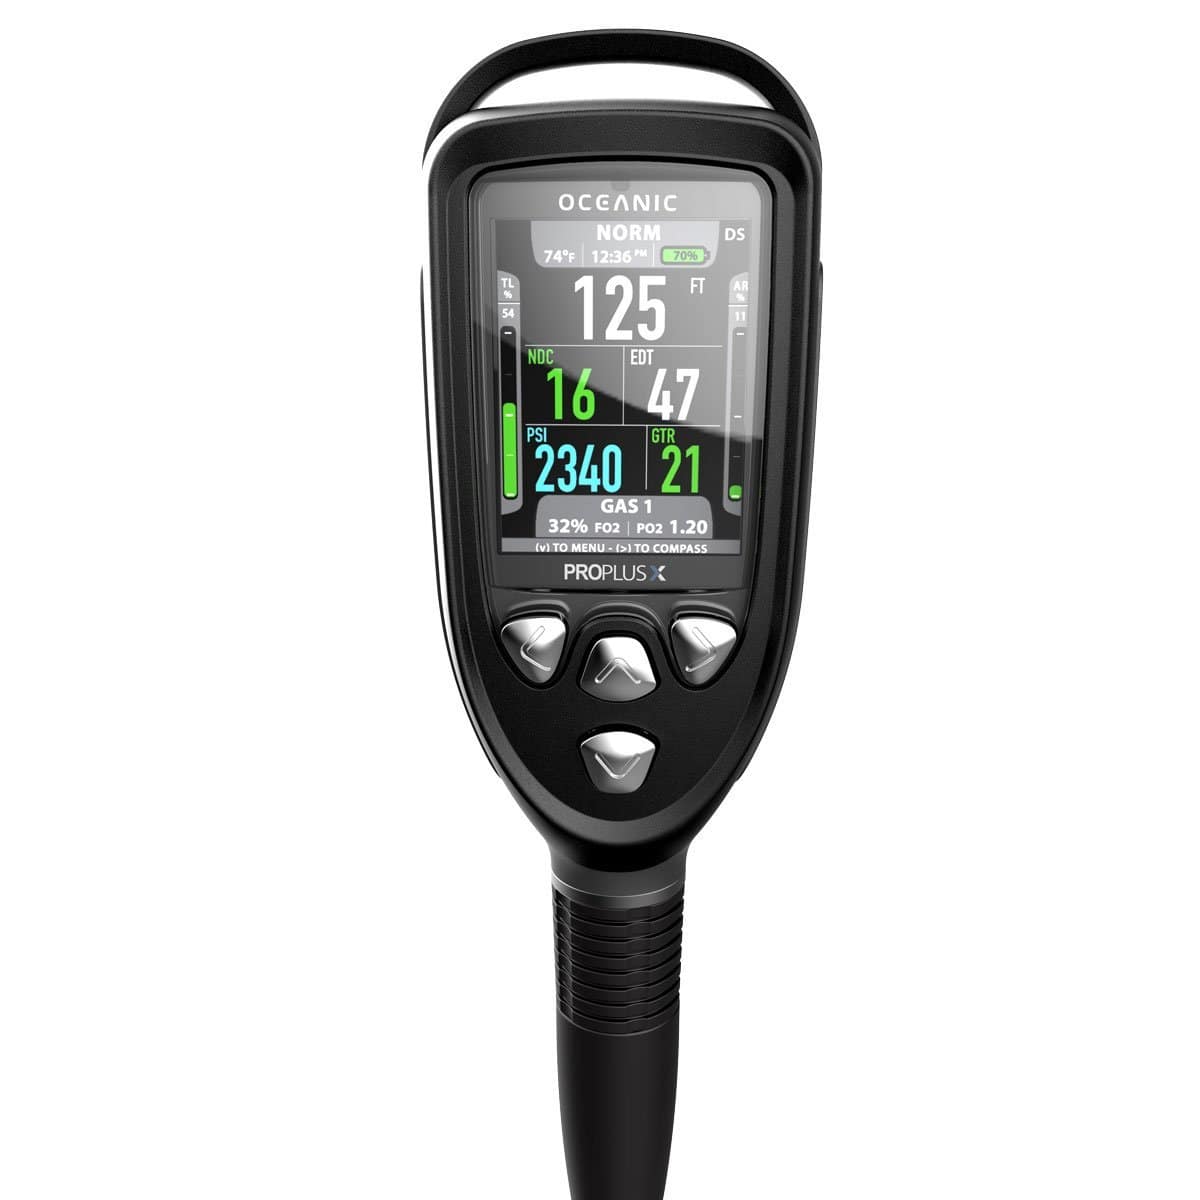 OCEANIC
NORM DS
74°F 12:36 PM 70%
TL % 54
125 FT
AR % 11
NDC 16 EDT 47
PSI 2340 GTR 21
GAS 1
32% FO2 PO2 1.20
(v) TO MENU - (>) TO COMPASS
PROPLUS X